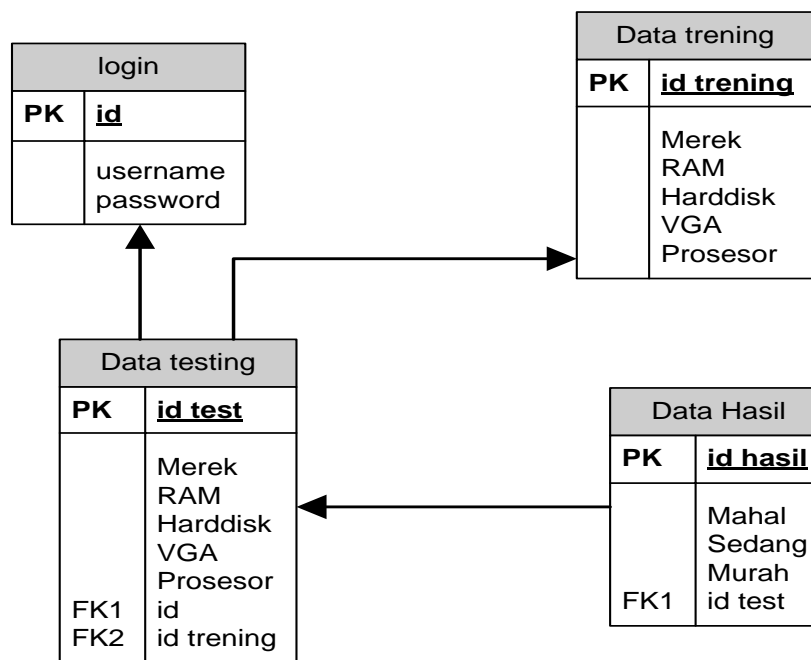 login
PK id
username
password
Data trening
PK id trening
Merek
RAM
Harddisk
VGA
Prosesor
Data testing
PK id test
Merek
RAM
Harddisk
VGA
Prosesor
FK1 id
FK2 id trening
Data Hasil
PK id hasil
Mahal
Sedang
Murah
FK1 id test